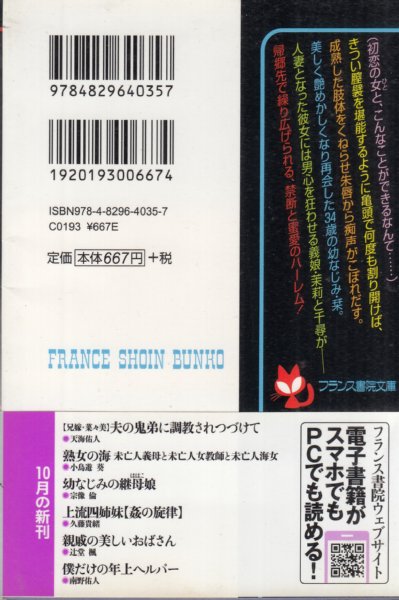 (初恋の女と、こんなことができるなんて……)
きつい膣襞を堪能するように亀頭で何度も割り開けば、
成熟した肢体をくねらせ朱唇から痴声がこぼれだす。
美しく艶めかしくなり再会した34歳の幼なじみ・栞。
人妻となった彼女には男心を狂わせる義娘・茉莉と千尋が――
帰郷先で繰り広げられる、禁断と蜜愛のハーレム!
フランス書院文庫
9784829640357
1920193006674
ISBN978-4-8296-4035-7
C0193 ¥667E
定価 本体667円 +税
FRANCE SHOIN BUNKO
フランス書院ウェブサイト
電子書籍が
スマホでも
PCでも読める!
【兄嫁・菜々美】夫の鬼弟に調教されつづけて
天海佑人
熟女の海 未亡人義母と未亡人女教師と未亡人海女
小鳥遊 葵
幼なじみの継母娘
ははこ
宗像 倫
上流四姉妹【姦の旋律】
久藤貴緒
親戚の美しいおばさん
辻堂 楓
僕だけの年上ヘルパー
南野佑人
10月の新刊